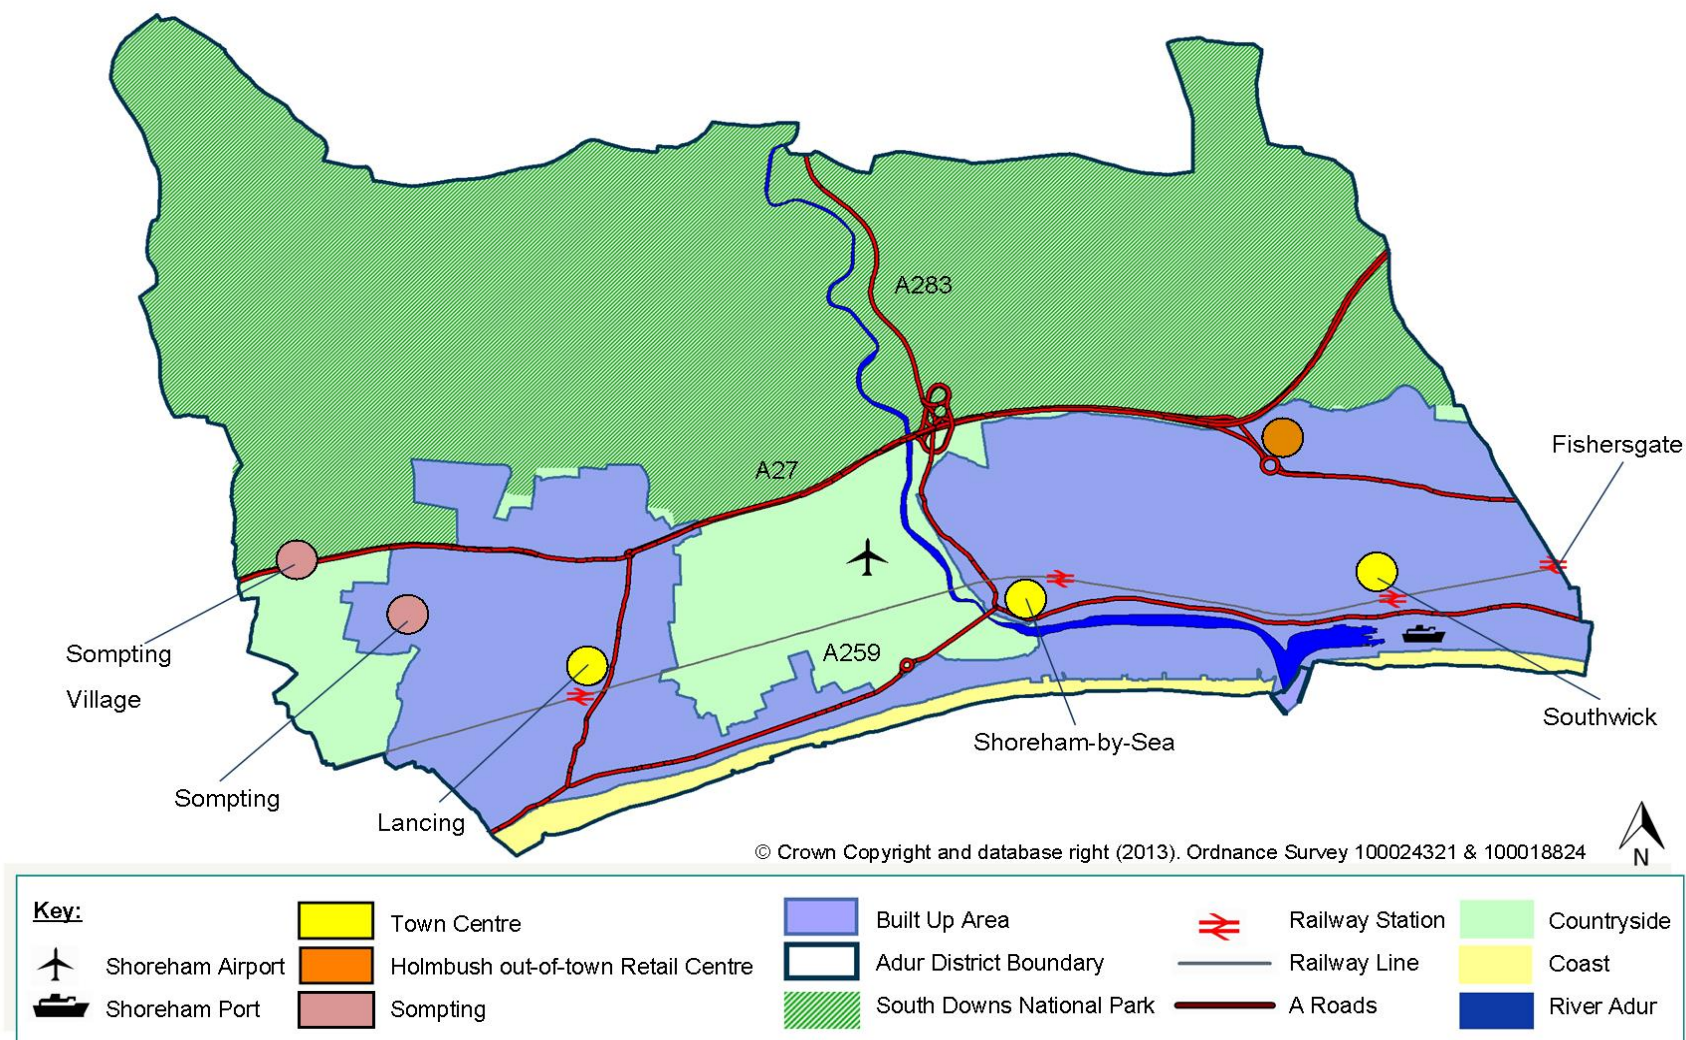 A283
A27
Fishersgate
A259
Sompting
Village
Southwick
Shoreham-by-Sea
Sompting
Lancing
© Crown Copyright and database right (2013). Ordnance Survey 100024321 & 100018824
N
Key:
Shoreham Airport
Shoreham Port
Town Centre
Holmbush out-of-town Retail Centre
Sompting
Built Up Area
Adur District Boundary
South Downs National Park
Railway Station
Railway Line
A Roads
Countryside
Coast
River Adur